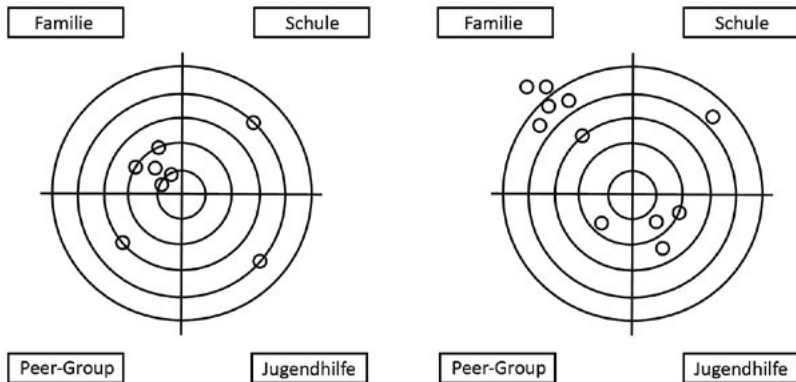 Familie
Schule
Peer-Group
Jugendhilfe
Familie
Schule
Peer-Group
Jugendhilfe